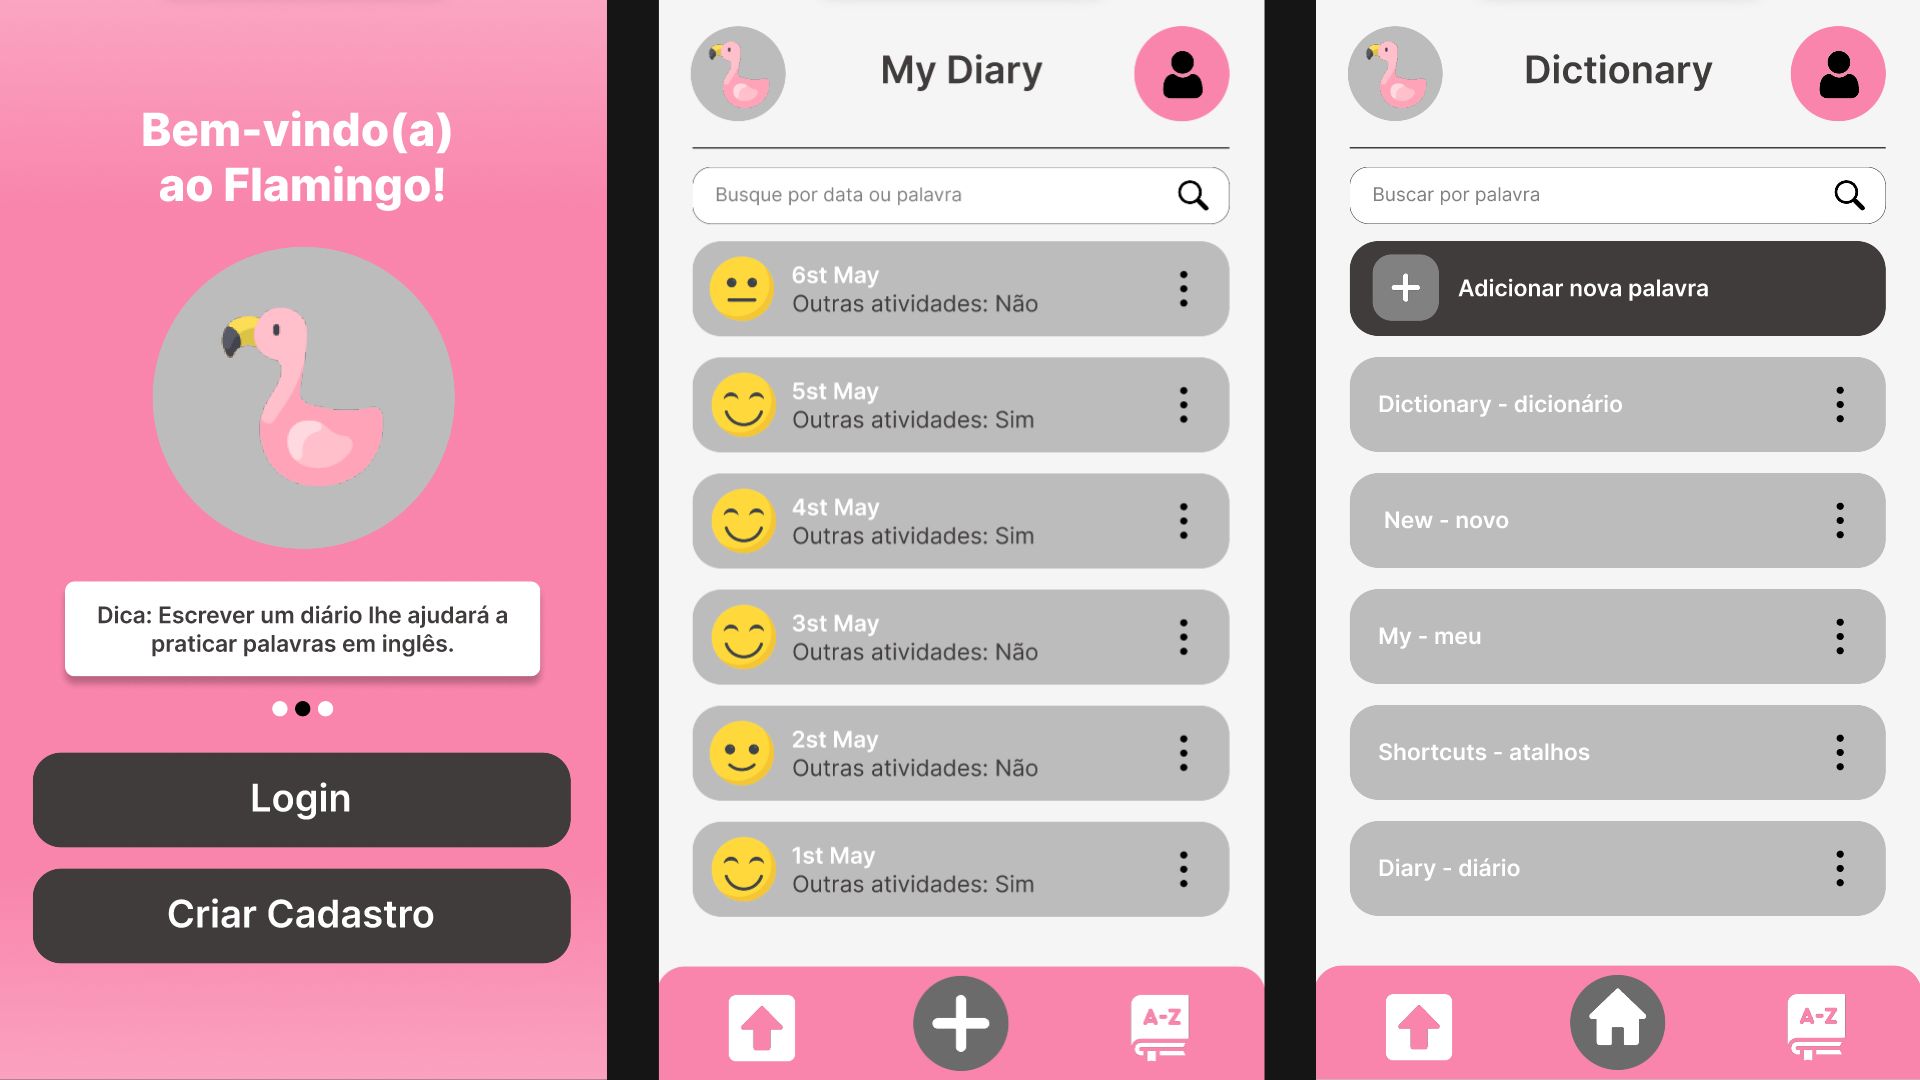 Bem-vindo(a)
ao Flamingo!
Dica: Escrever um diário lhe ajudará a
praticar palavras em inglês.
Login
Criar Cadastro
My Diary
Busque por data ou palavra
6st May
Outras atividades: Não
5st May
Outras atividades: Sim
4st May
Outras atividades: Sim
3st May
Outras atividades: Não
2st May
Outras atividades: Não
1st May
Outras atividades: Sim
A-Z
Dictionary
Buscar por palavra
Adicionar nova palavra
Dictionary - dicionário
New - novo
My - meu
Shortcuts - atalhos
Diary - diário
A-Z